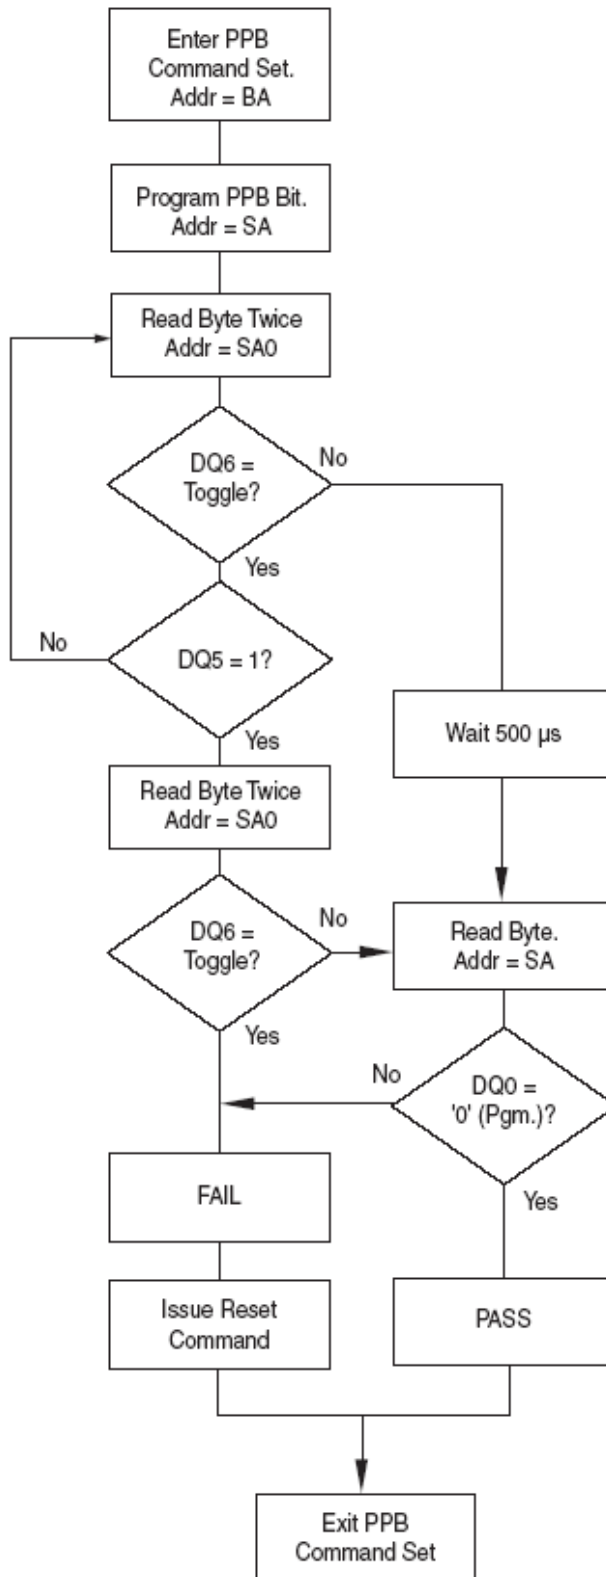 Enter PPB
Command Set.
Addr = BA
Program PPB Bit.
Addr = SA
Read Byte Twice
Addr = SA0
DQ6 =
Toggle?
No
Yes
DQ5 = 1?
No
Yes
Wait 500 µs
Read Byte Twice
Addr = SA0
DQ6 =
Toggle?
No
Yes
Read Byte.
Addr = SA
DQ0 =
'0' (Pgm.)?
No
Yes
FAIL
Issue Reset
Command
PASS
Exit PPB
Command Set